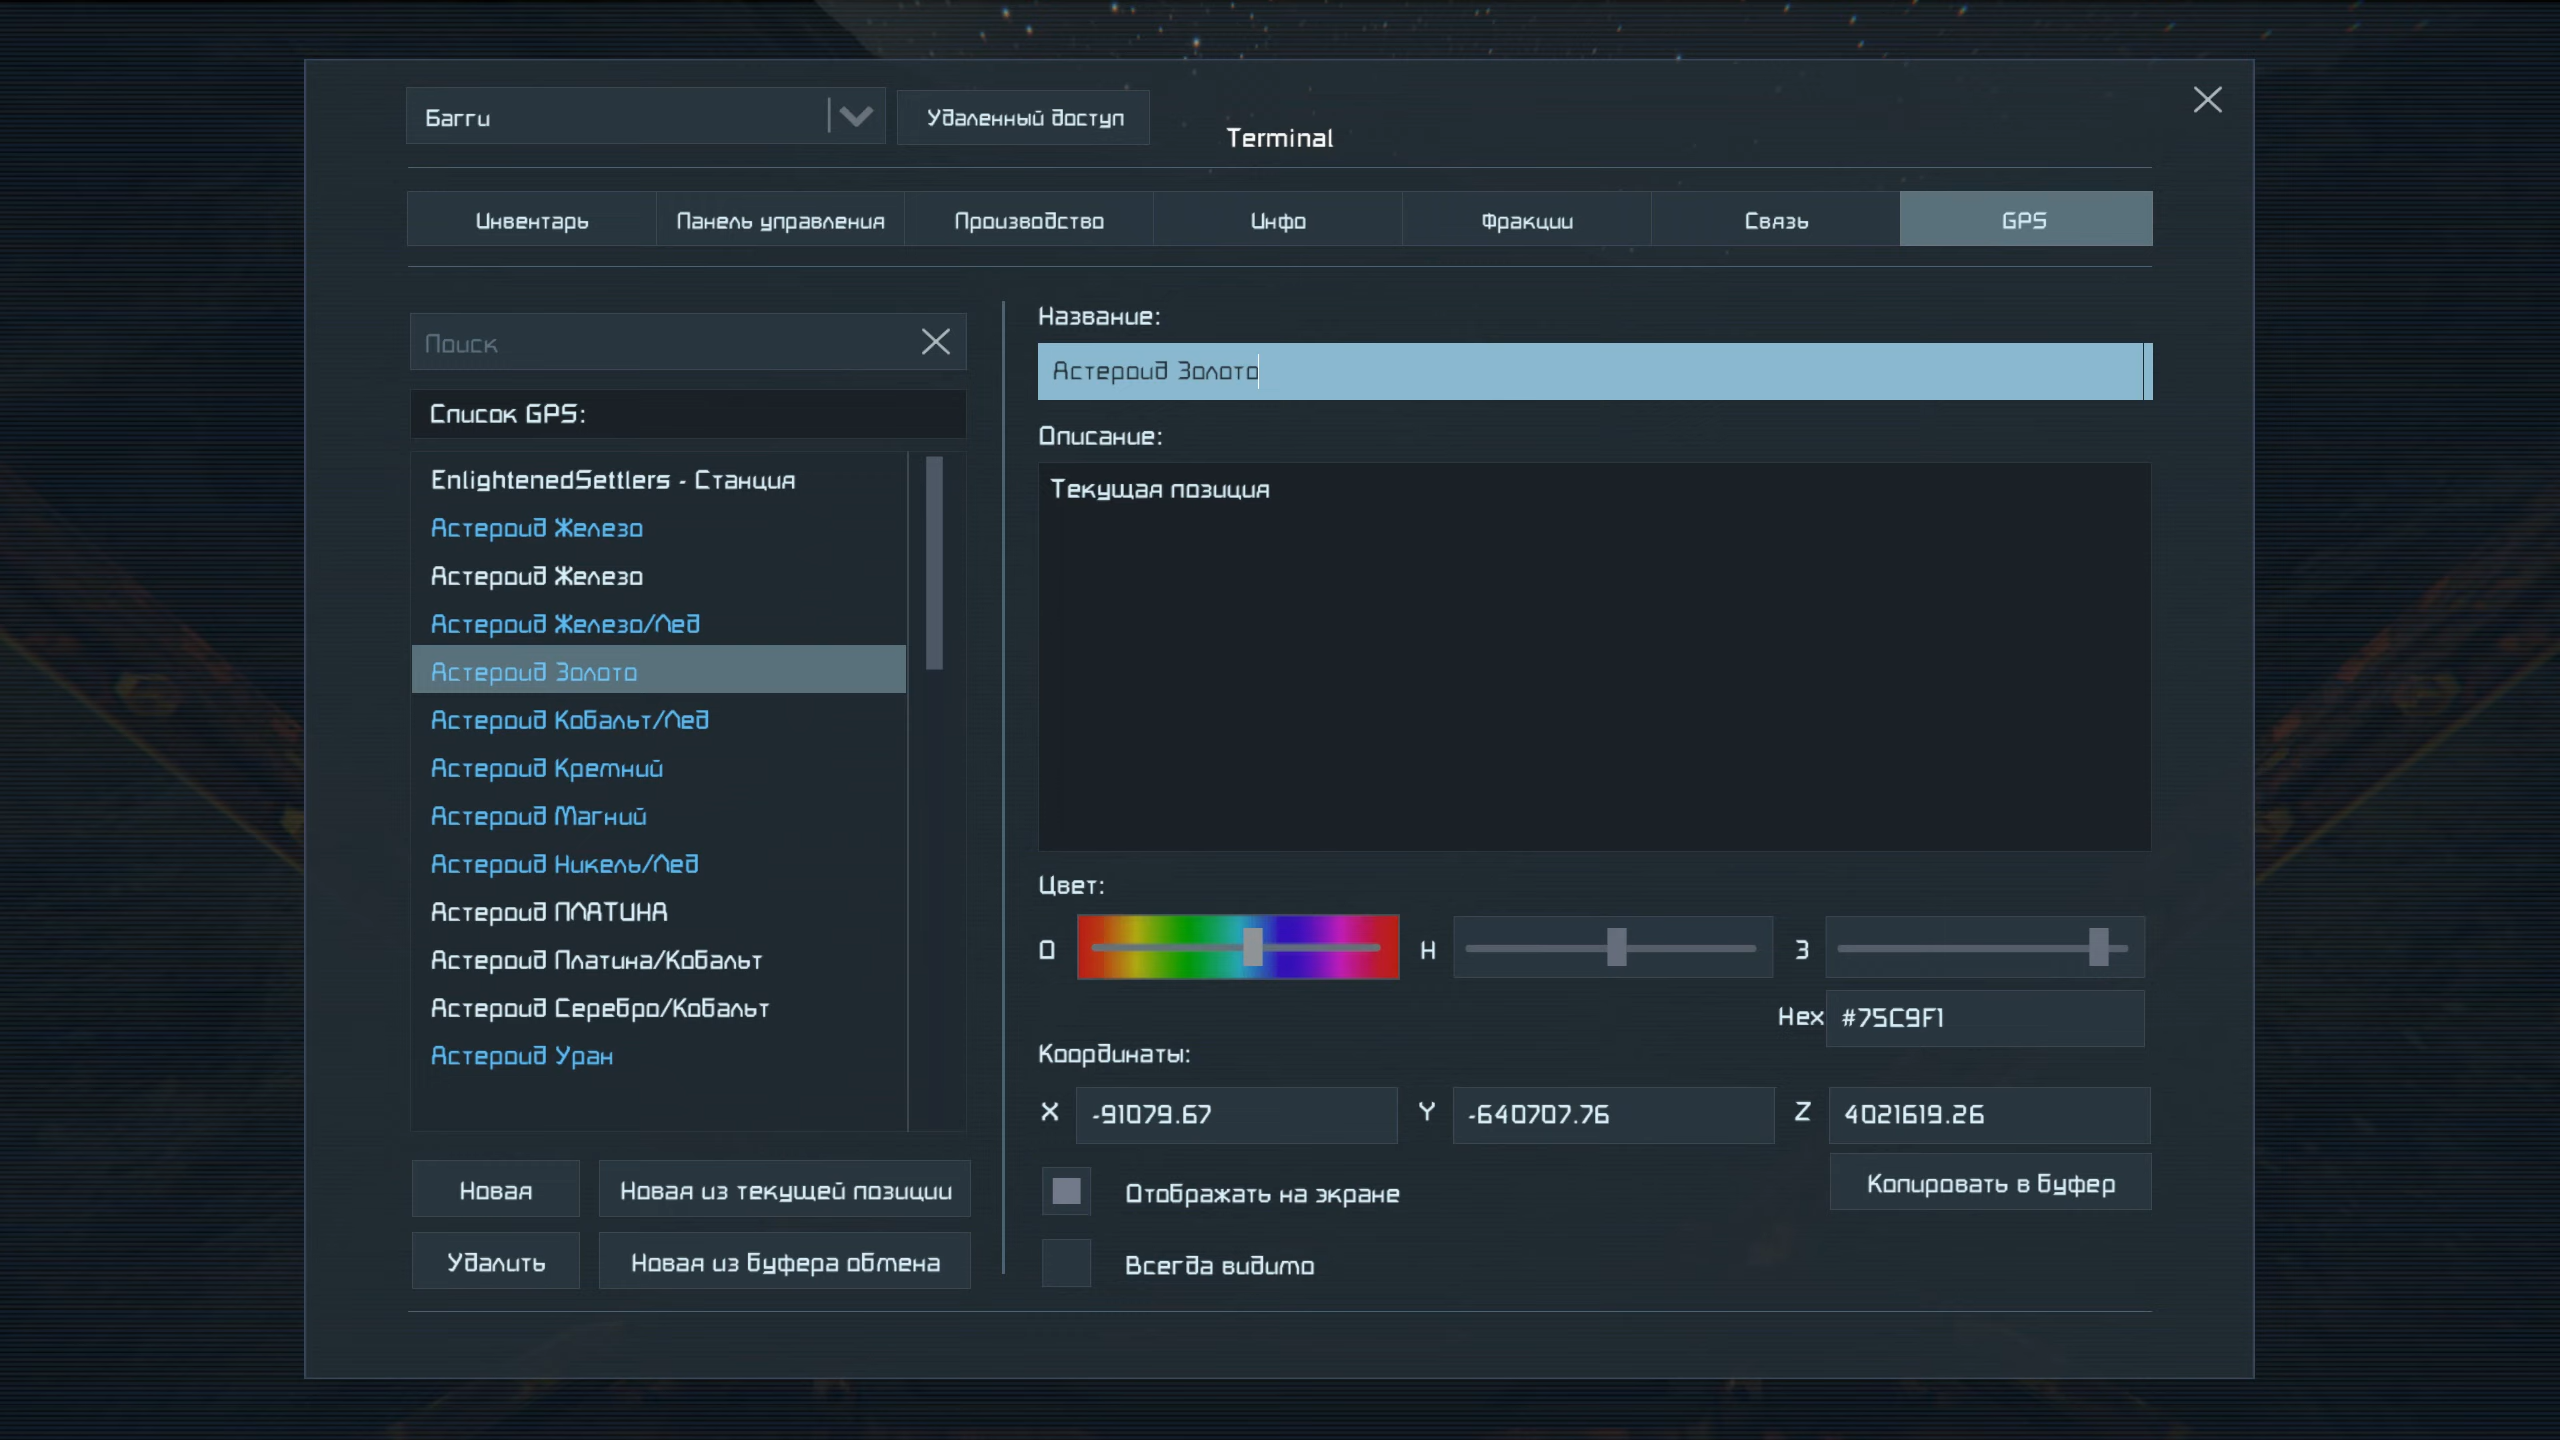 Багги
Удаленный доступ
Terminal
Инвентарь
Панель управления
Производство
Инфо
Фракции
Связь
GPS
Поиск
Список GPS:
EnlightenedSettlers - Станция
Астероид Железо
Астероид Железо
Астероид Железо/Лед
Астероид Золото
Астероид Кобальт/Лед
Астероид Кремний
Астероид Магний
Астероид Никель/Лед
Астероид ПЛАТИНА
Астероид Платина/Кобальт
Астероид Серебро/Кобальт
Астероид Уран
Новая
Новая из текущей позиции
Удалить
Новая из буфера обмена
Название:
Астероид Золото
Описание:
Текущая позиция
Цвет:
О
Н
З
Hex #75C9F1
Координаты:
X -91079.67
Y -640707.76
Z 4021619.26
Отображать на экране
Копировать в буфер
Всегда видимо